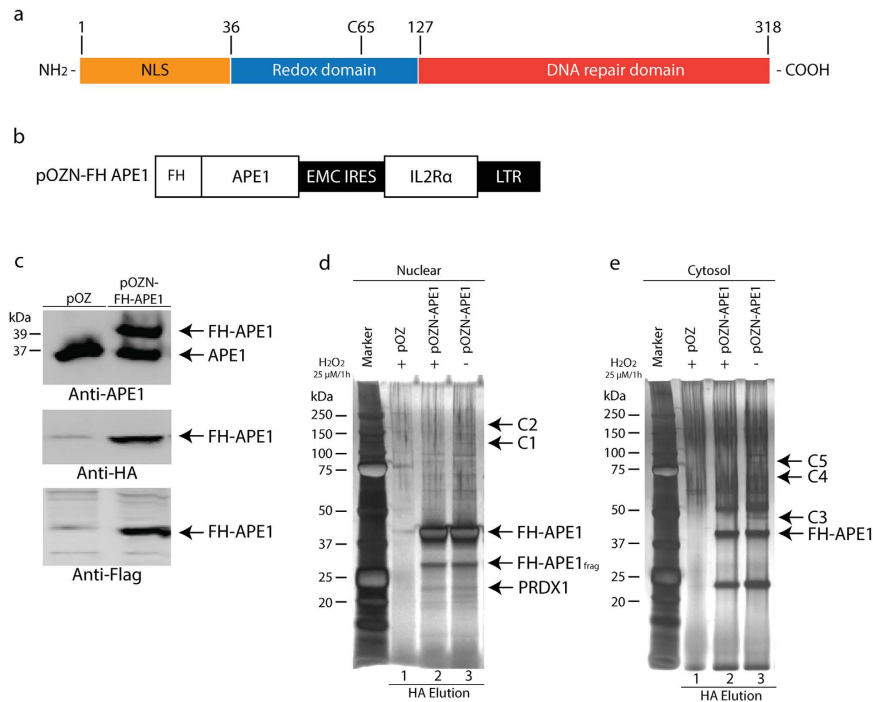 a
1 36 C65 127 318
NH2 - NLS Redox domain DNA repair domain - COOH
b
pOZN-FH APE1 FH APE1 EMC IRES IL2Rα LTR
c
pOZ pOZN-FH-APE1
kDa
39
37
FH-APE1
APE1
Anti-APE1
FH-APE1
Anti-HA
FH-APE1
Anti-Flag
d
Nuclear
Marker pOZ pOZN-APE1 pOZN-APE1
H2O2 + + -
25 µM/1h
kDa
250
150
100
75
50
37
25
20
C2
C1
FH-APE1
FH-APE1frag
PRDX1
1 2 3
HA Elution
e
Cytosol
Marker pOZ pOZN-APE1 pOZN-APE1
H2O2 + + -
25 µM/1h
kDa
250
150
100
75
50
37
25
20
C5
C4
C3
FH-APE1
1 2 3
HA Elution